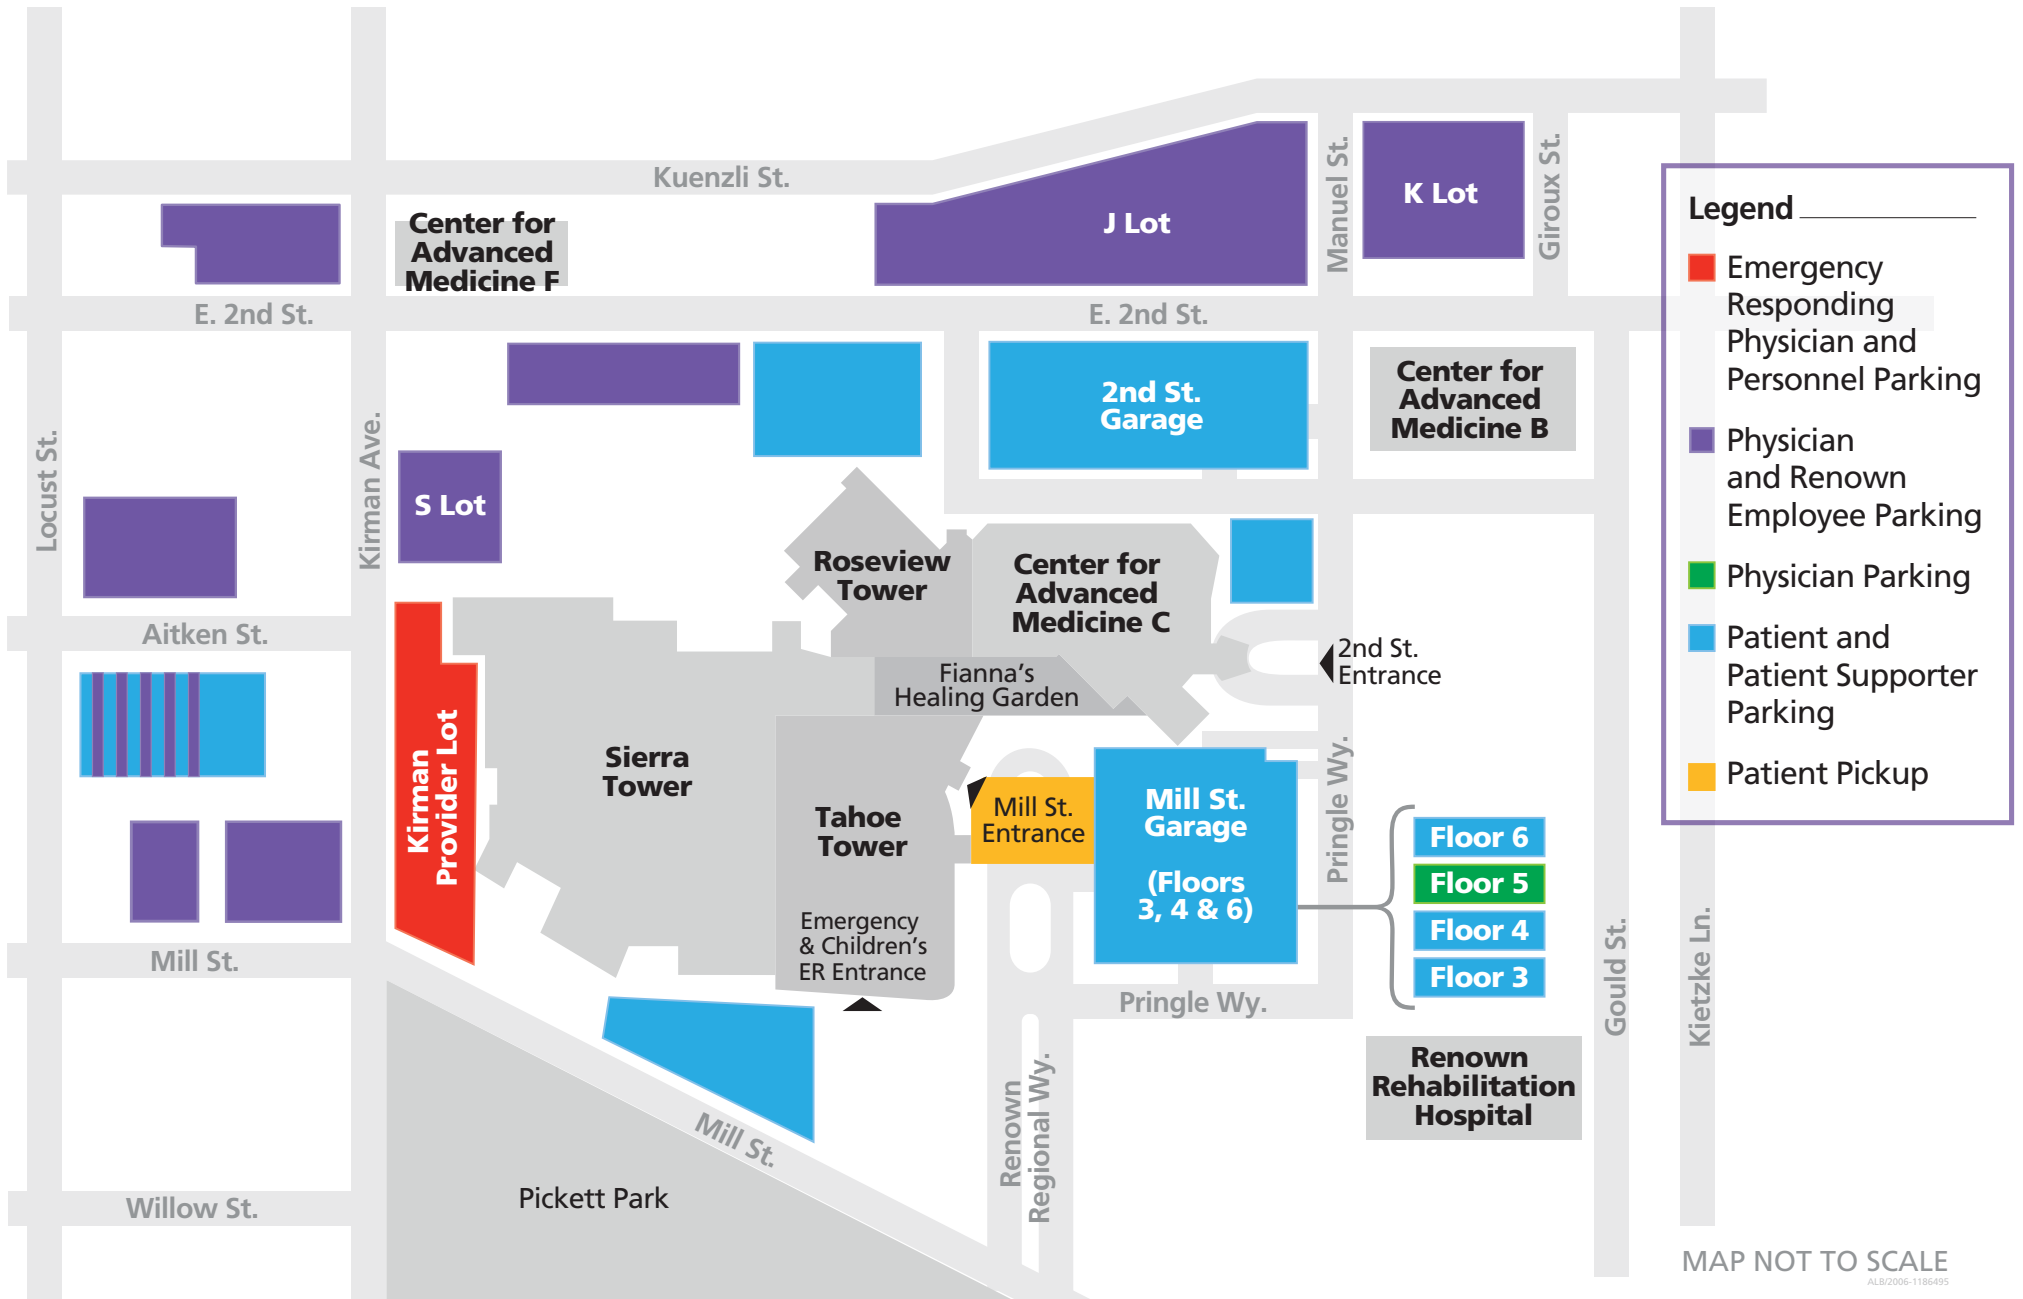 Kuenzli St.
Center for
Advanced
Medicine F
J Lot
Manuel St.
K Lot
Giroux St.
E. 2nd St.
E. 2nd St.
Locust St.
Kirman Ave.
S Lot
2nd St.
Garage
Center for
Advanced
Medicine B
Roseview
Tower
Center for
Advanced
Medicine C
Aitken St.
2nd St.
Entrance
Fianna's
Healing Garden
Kirman
Provider Lot
Sierra
Tower
Tahoe
Tower
Emergency
& Children's
ER Entrance
Mill St.
Entrance
Mill St.
Garage
(Floors
3, 4 & 6)
Pringle Wy.
Floor 6
Floor 5
Floor 4
Floor 3
Mill St.
Pringle Wy.
Gould St.
Kietzke Ln.
Renown
Rehabilitation
Hospital
Mill St.
Renown
Regional Wy.
Pickett Park
Willow St.
Legend
Emergency
Responding
Physician and
Personnel Parking
Physician
and Renown
Employee Parking
Physician Parking
Patient and
Patient Supporter
Parking
Patient Pickup
MAP NOT TO SCALE
ALB/2006-1186495